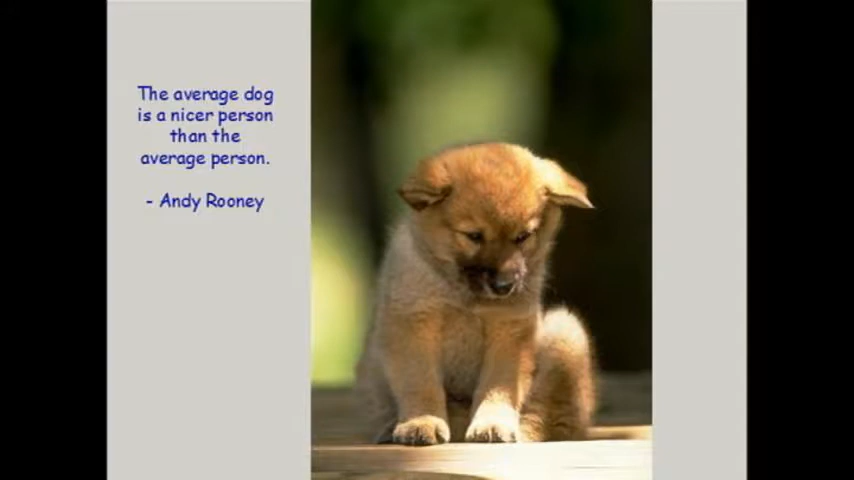 The average dog
is a nicer person
than the
average person.
- Andy Rooney